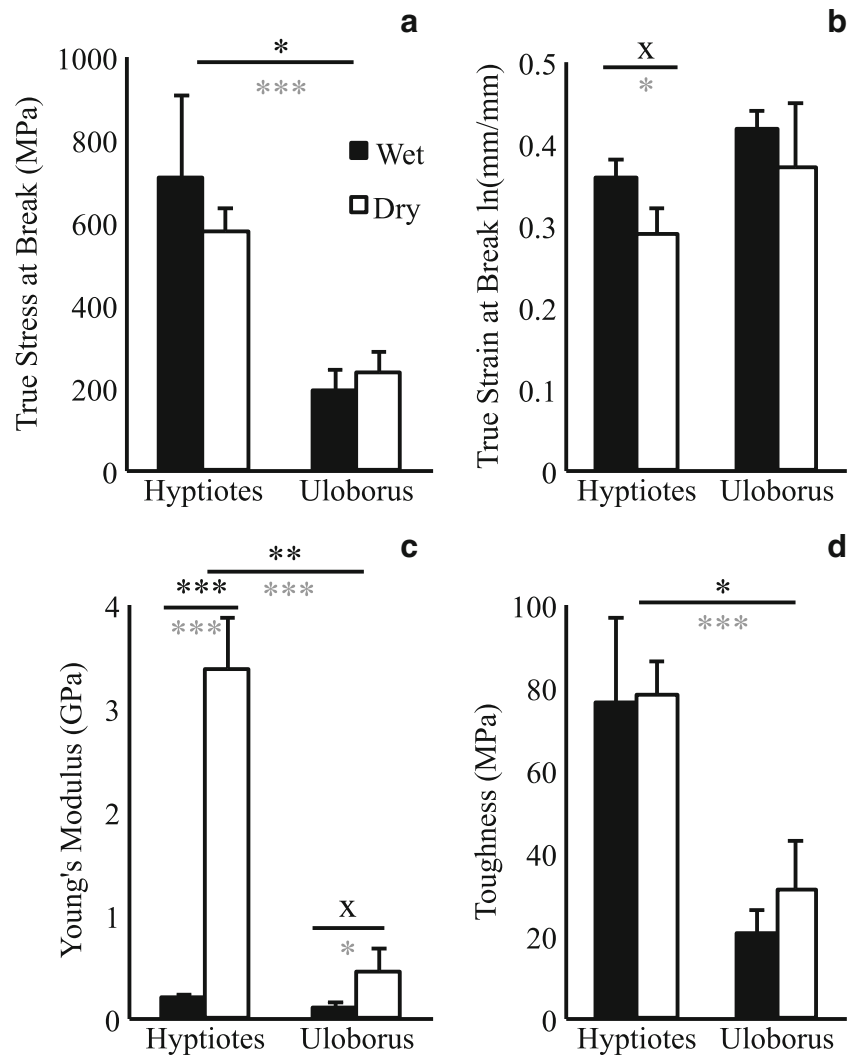 a
True Stress at Break (MPa)
1000
800
600
400
200
0
*
***
Wet
Dry
Hyptiotes Uloborus
b
True Strain at Break ln(mm/mm)
0.5
0.4
0.3
0.2
0.1
0
x
*
Hyptiotes Uloborus
c
Young's Modulus (GPa)
4
3
2
1
0
**
***
***
***
x
*
Hyptiotes Uloborus
d
Toughness (MPa)
100
80
60
40
20
0
*
***
Hyptiotes Uloborus